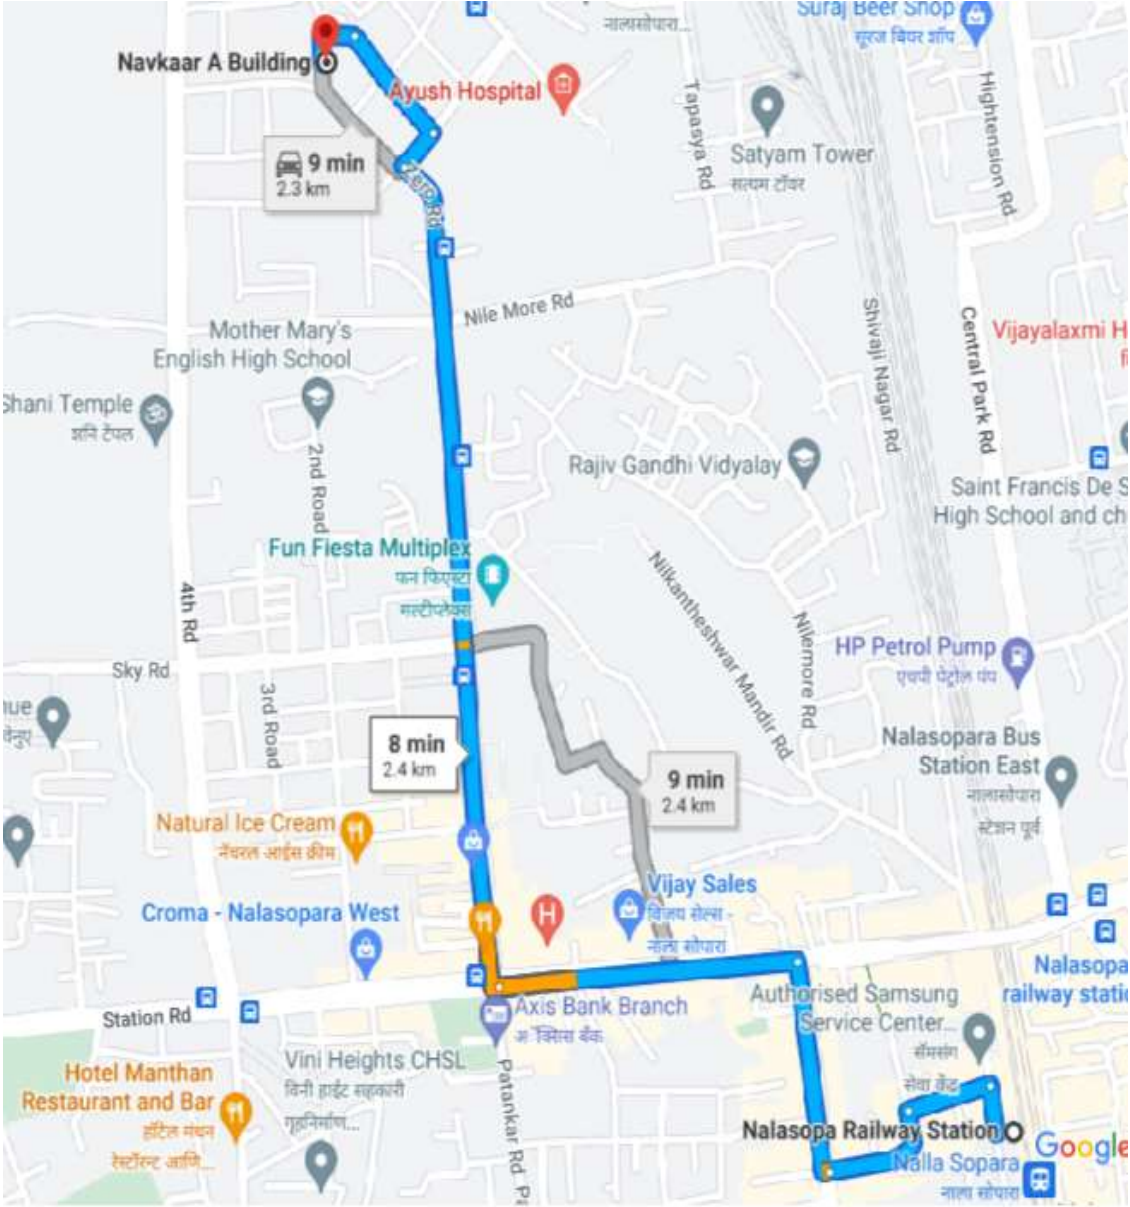 Suraj Beer Shop
सूरज बियर शॉप
नालासोपारा...
Navkaar A Building
Ayush Hospital
Tapasya Rd
Hightension Rd
Satyam Tower
सत्यम टॉवर
9 min
2.3 km
Zero Rd
Nile More Rd
Mother Mary's
English High School
Shivaji Nagar Rd
Central Park Rd
Vijayalaxmi H
Shani Temple
शनि टेंपल
2nd Road
Rajiv Gandhi Vidyalay
Saint Francis De S
High School and ch
Fun Fiesta Multiplex
फन फिएस्टा
मल्टीप्लेक्स
4th Rd
Nilkantheshwar Mandir Rd
Nilemore Rd
HP Petrol Pump
एचपी पेट्रोल पंप
Sky Rd
3rd Road
nue
8 min
2.4 km
9 min
2.4 km
Nalasopara Bus
Station East
नालासोपारा
स्टेशन पूर्व
Natural Ice Cream
नॅचरल आईस क्रीम
Vijay Sales
विजय सेल्स -
नाला सोपारा
Croma - Nalasopara West
H
Nalasopa
railway static
Station Rd
Axis Bank Branch
अ‍ॅक्सिस बँक
Authorised Samsung
Service Center...
सॅमसंग
सेवा केंद्र
Vini Heights CHSL
विनी हाईट सहकारी
गृहनिर्माण...
Hotel Manthan
Restaurant and Bar
हॉटेल मंथन
रेस्टॉरन्ट आणि...
Patankar Rd
Pa
Nalasopa Railway Station
Google
Nalla Sopara
नाला सोपारा